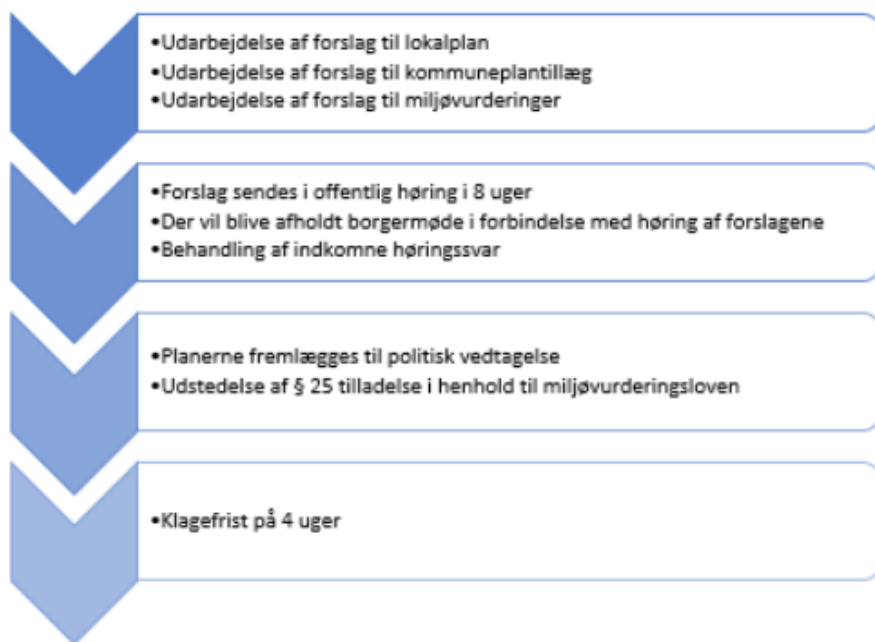 •Udarbejdelse af forslag til lokalplan
•Udarbejdelse af forslag til kommuneplantillæg
•Udarbejdelse af forslag til miljøvurderinger
•Forslag sendes i offentlig høring i 8 uger
•Der vil blive afholdt borgermøde i forbindelse med høring af forslagene
•Behandling af indkomne høringssvar
•Planerne fremlægges til politisk vedtagelse
•Udstedelse af § 25 tilladelse i henhold til miljøvurderingsloven
•Klagefrist på 4 uger